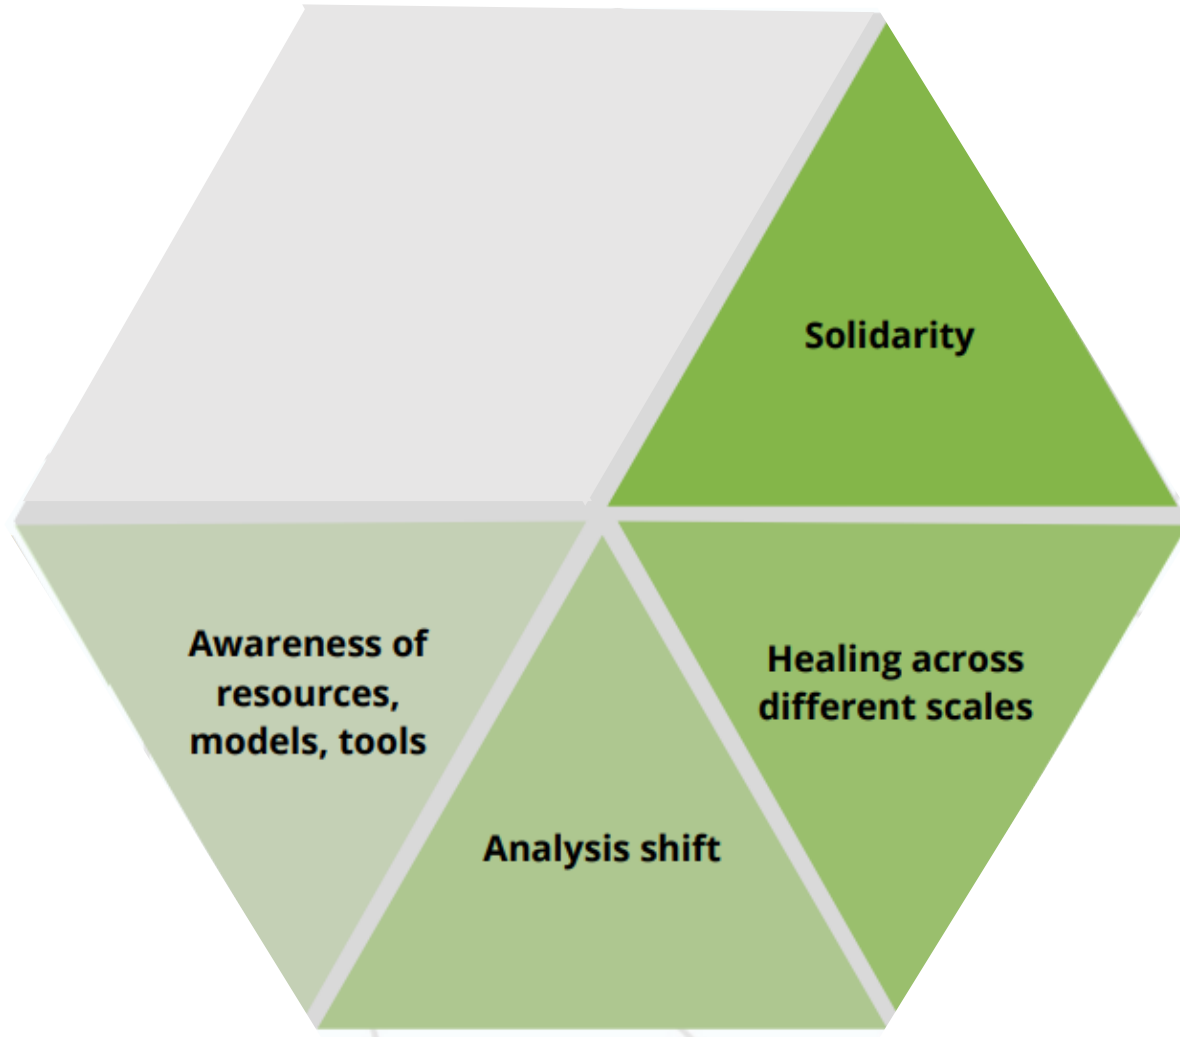 Solidarity
Awareness of
resources,
models, tools
Healing across
different scales
Analysis shift